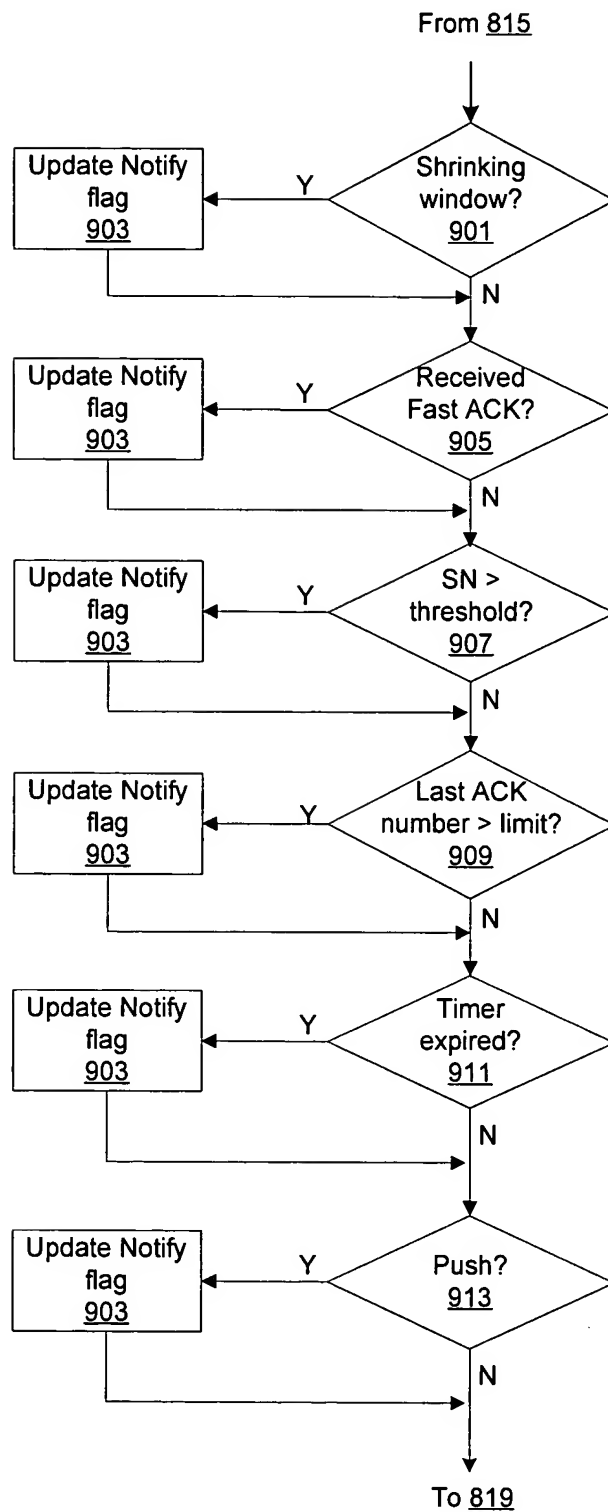 From 815
Update Notify
flag
903
Y
Shrinking
window?
901
N
Update Notify
flag
903
Y
Received
Fast ACK?
905
N
Update Notify
flag
903
Y
SN >
threshold?
907
N
Update Notify
flag
903
Y
Last ACK
number > limit?
909
N
Update Notify
flag
903
Y
Timer
expired?
911
N
Update Notify
flag
903
Y
Push?
913
N
To 819